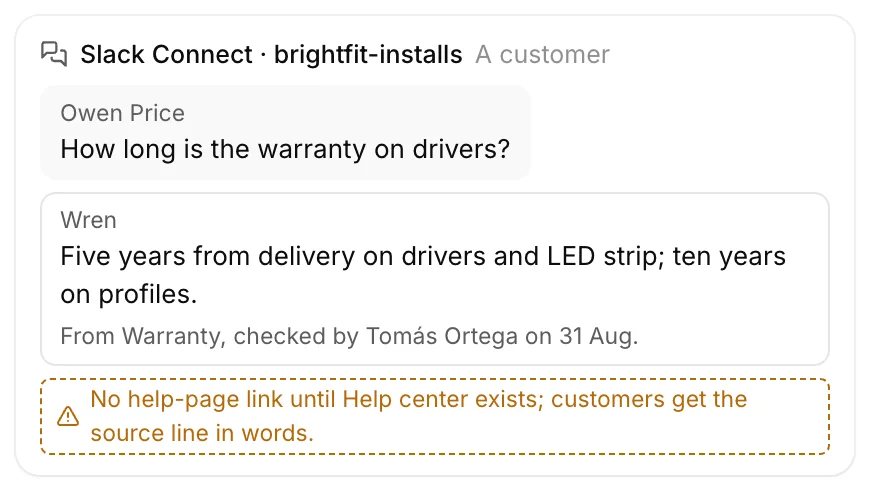 Slack Connect · brightfit-installs A customer
Owen Price
How long is the warranty on drivers?
Wren
Five years from delivery on drivers and LED strip; ten years
on profiles.
From Warranty, checked by Tomás Ortega on 31 Aug.
No help-page link until Help center exists; customers get the
source line in words.